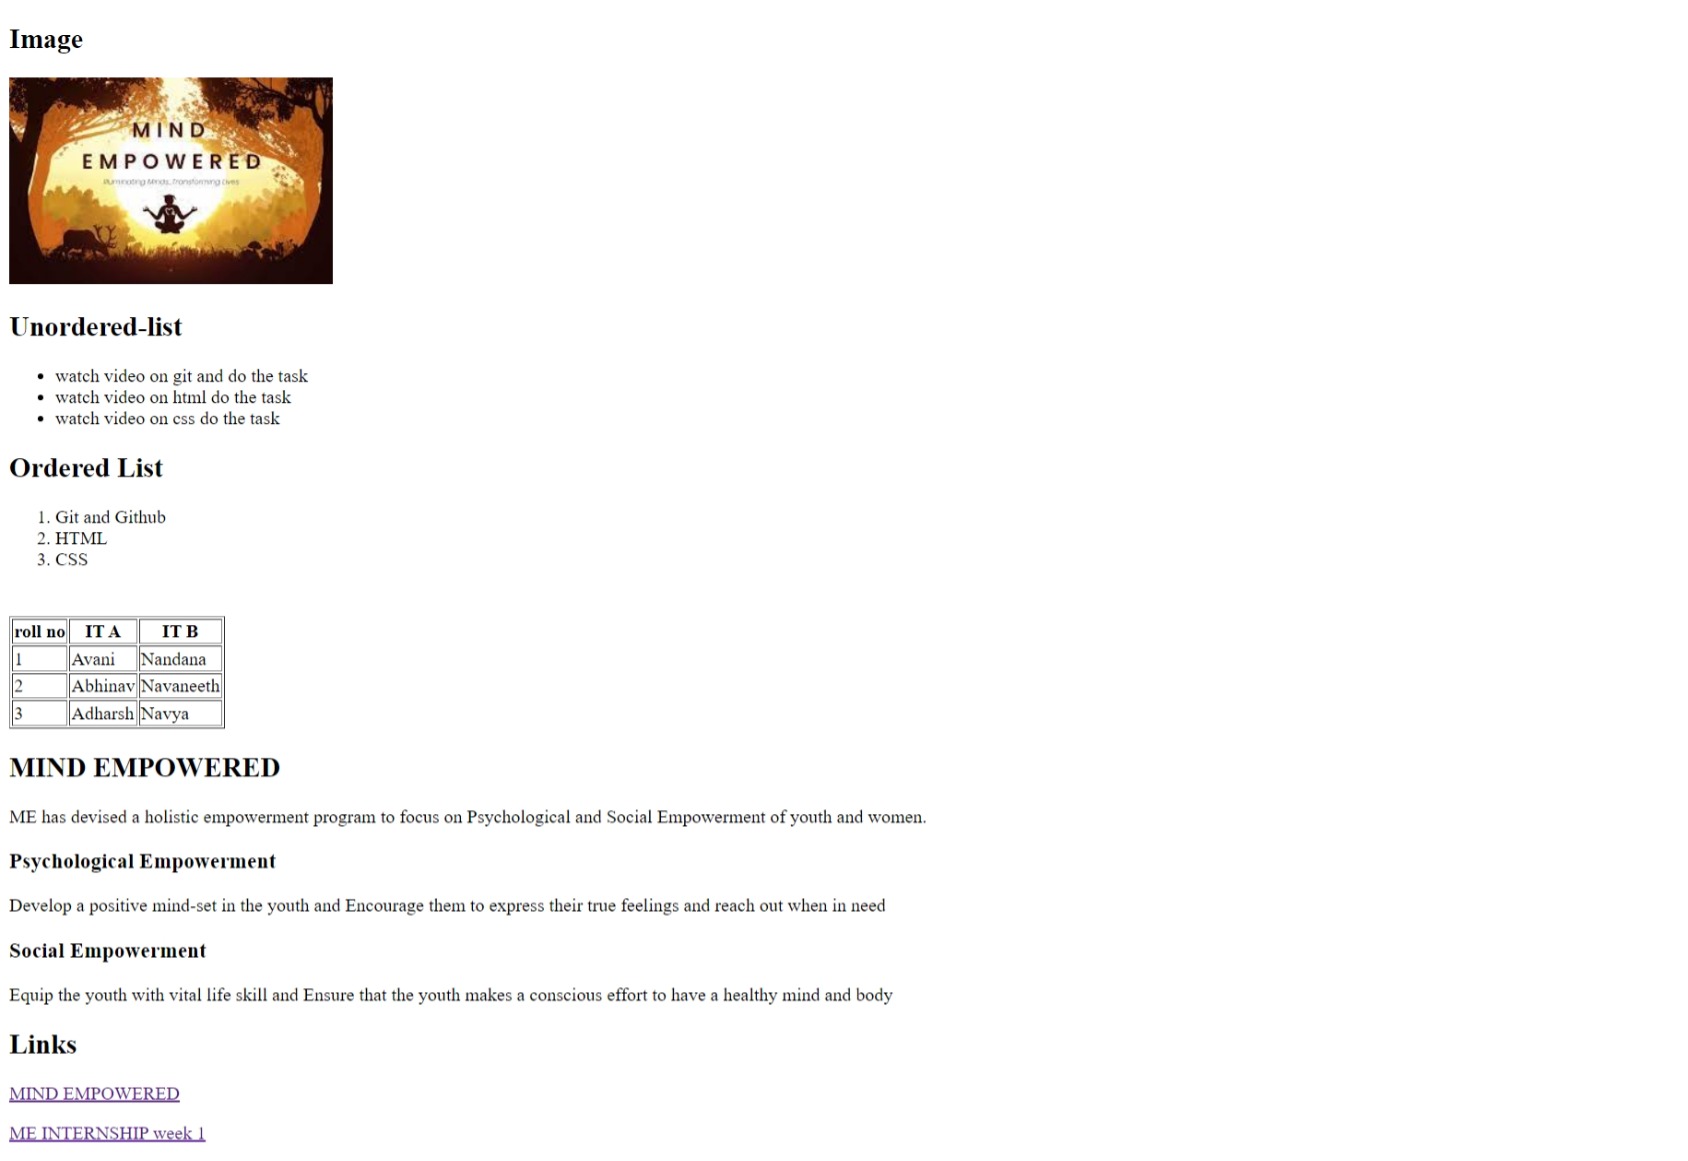 Image
MIND
EMPOWERED
Illuminating Minds, Transforming Lives
Unordered-list
• watch video on git and do the task
• watch video on html do the task
• watch video on css do the task
Ordered List
1. Git and Github
2. HTML
3. CSS
roll no IT A IT B
1 Avani Nandana
2 Abhinav Navaneeth
3 Adharsh Navya
MIND EMPOWERED
ME has devised a holistic empowerment program to focus on Psychological and Social Empowerment of youth and women.
Psychological Empowerment
Develop a positive mind-set in the youth and Encourage them to express their true feelings and reach out when in need
Social Empowerment
Equip the youth with vital life skill and Ensure that the youth makes a conscious effort to have a healthy mind and body
Links
MIND EMPOWERED
ME INTERNSHIP week 1